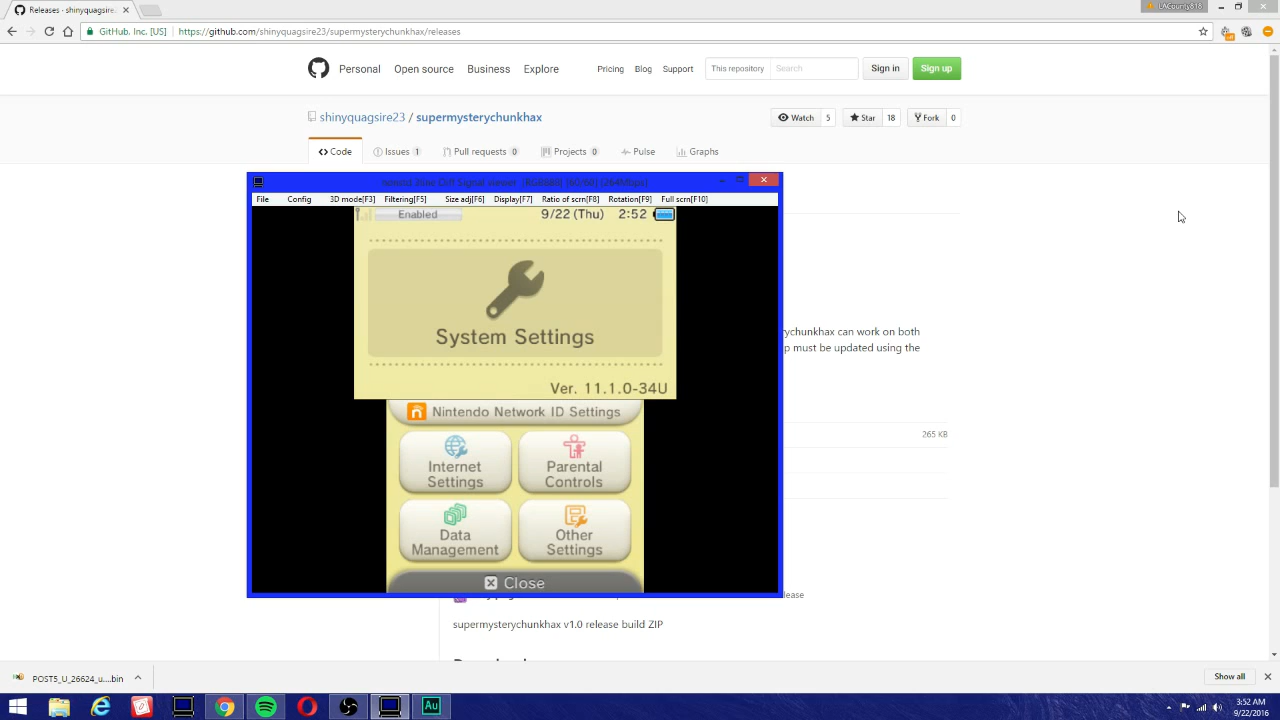 Releases · shinyquagsire
LACounty818
GitHub, Inc. [US]
https://github.com/shinyquagsire23/supermysterychunkhax/releases
Personal
Open source
Business
Explore
Pricing
Blog
Support
This repository
Search
Sign in
Sign up
shinyquagsire23 / supermysterychunkhax
Watch 5
Star 18
Fork 0
Code
Issues 1
Pull requests 0
Projects 0
Pulse
Graphs
File
Config
3D mode[F3]
Filtering[F5]
Size adj[F6]
Display[F7]
Ratio of scrn[F8]
Rotation[F9]
Full scrn[F10]
Enabled
9/22 (Thu)
2:52
System Settings
Ver. 11.1.0-34U
Nintendo Network ID Settings
Internet
Settings
Parental
Controls
Data
Management
Other
Settings
Close
ychunkhax can work on both
p must be updated using the
265 KB
lease
supermysterychunkhax v1.0 release build ZIP
POST5_U_26624_u....bin
Show all
Au
3:52 AM
9/22/2016